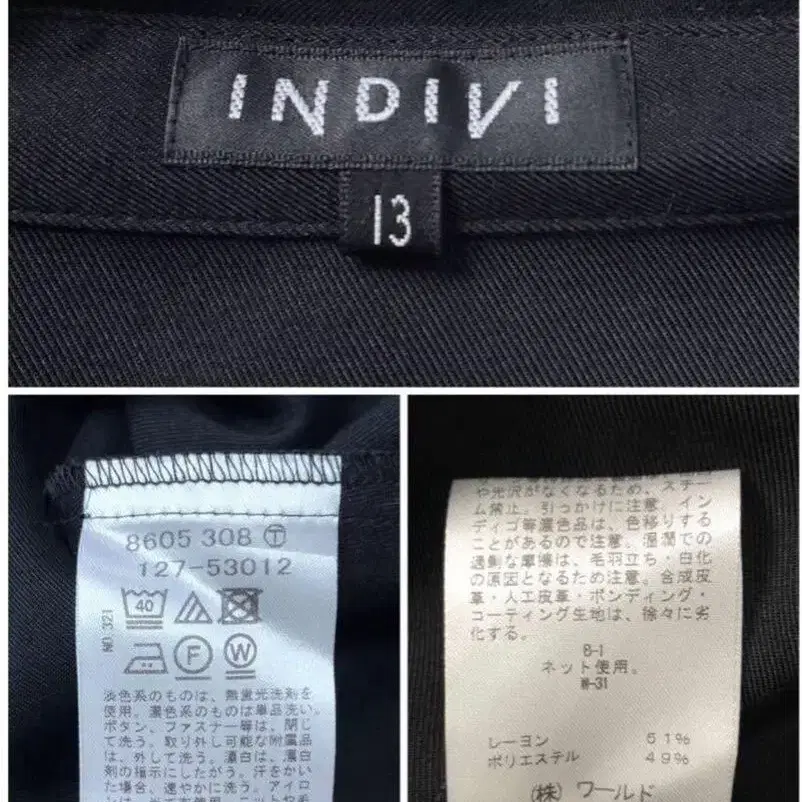 INDIVI
13
8605 308 Ⓣ
127-53012
NO.321
40
F
W
淡色系のものは、無蛍光洗剤を
使用。濃色系のものは単品洗い。
ボタン、ファスナー等は、閉じ
て洗う。取り外し可能な附属品
は、外して洗う。漂白は、漂白
剤の指示にしたがう。汗をかい
た場合、速やかに洗う。アイロ
や光沢がなくなるため、スチー
ム禁止。引っかけに注意。イン
ディゴ等濃色品は、色移りする
ことがあるので注意。湿潤での
過剰な摩擦は、毛羽立ち・白化
の原因となるため注意。合成皮
革・人工皮革・ボンディング・
コーティング生地は、徐々に劣
化する。
B-1
ネット使用。
W-31
レーヨン 51%
ポリエステル 49%
(株) ワールド